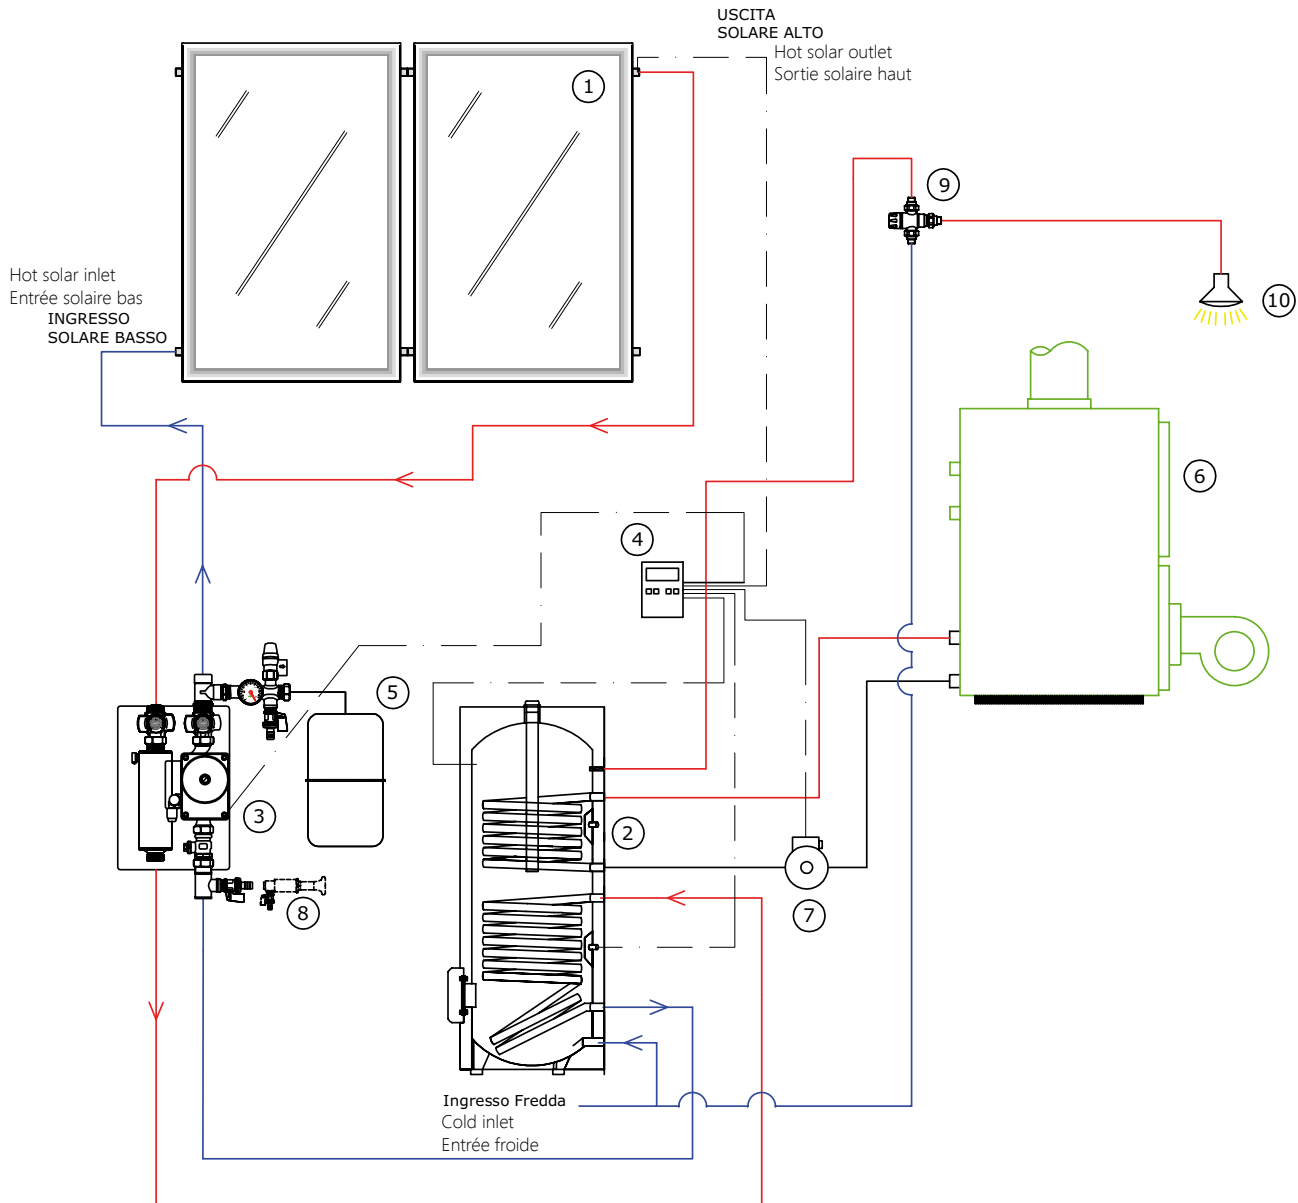 USCITA
SOLARE ALTO
Hot solar outlet
Sortie solaire haut
1
9
Hot solar inlet
Entrée solaire bas
INGRESSO
SOLARE BASSO
10
6
4
5
3
2
8
7
Ingresso Fredda
Cold inlet
Entrée froide